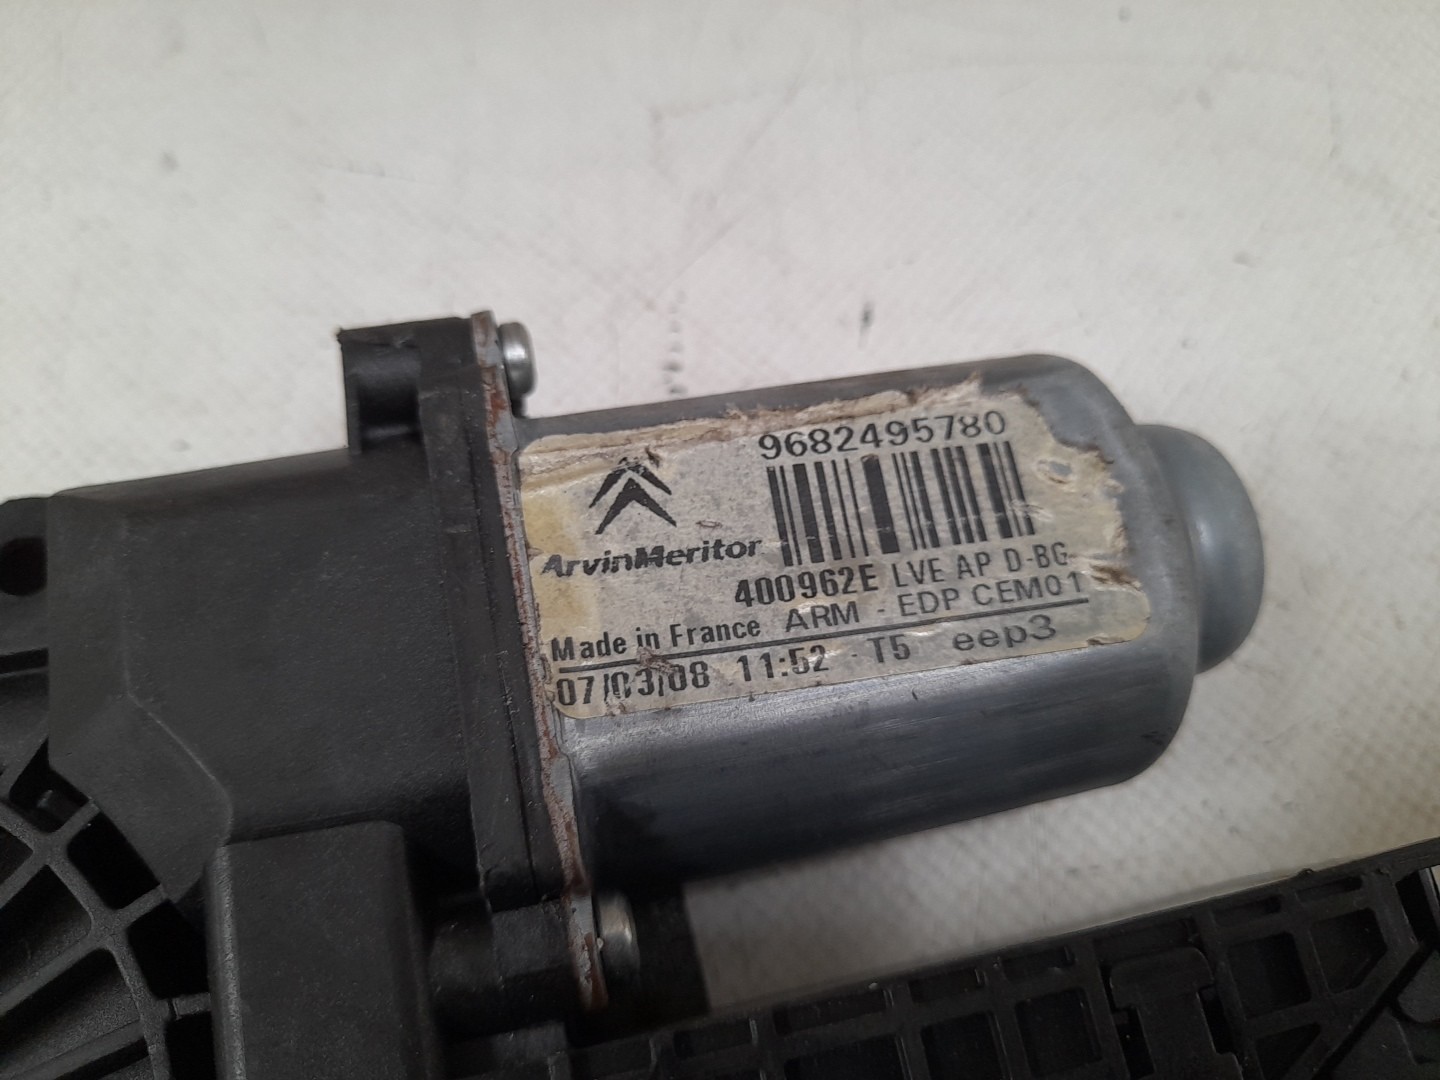 9682495780
ArvinMeritor
400962E LVE AP D-BG
Made in France ARM - EDP CEM01
07/03/08 11:52 T5 eep3